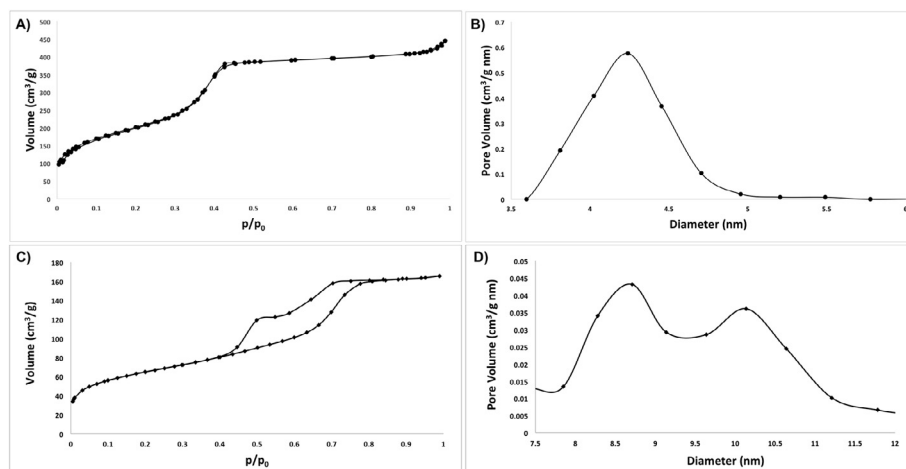 A)
Volume (cm³/g)
500
450
400
350
300
250
200
150
100
50
0
0 0.1 0.2 0.3 0.4 0.5 0.6 0.7 0.8 0.9 1
p/p₀
B)
Pore Volume (cm³/g nm)
0.7
0.6
0.5
0.4
0.3
0.2
0.1
0
3.5 4 4.5 5 5.5 6
Diameter (nm)
C)
Volume (cm³/g)
180
160
140
120
100
80
60
40
20
0
0 0.1 0.2 0.3 0.4 0.5 0.6 0.7 0.8 0.9 1
p/p₀
D)
Pore Volume (cm³/g nm)
0.05
0.045
0.04
0.035
0.03
0.025
0.02
0.015
0.01
0.005
0
7.5 8 8.5 9 9.5 10 10.5 11 11.5 12
Diameter (nm)